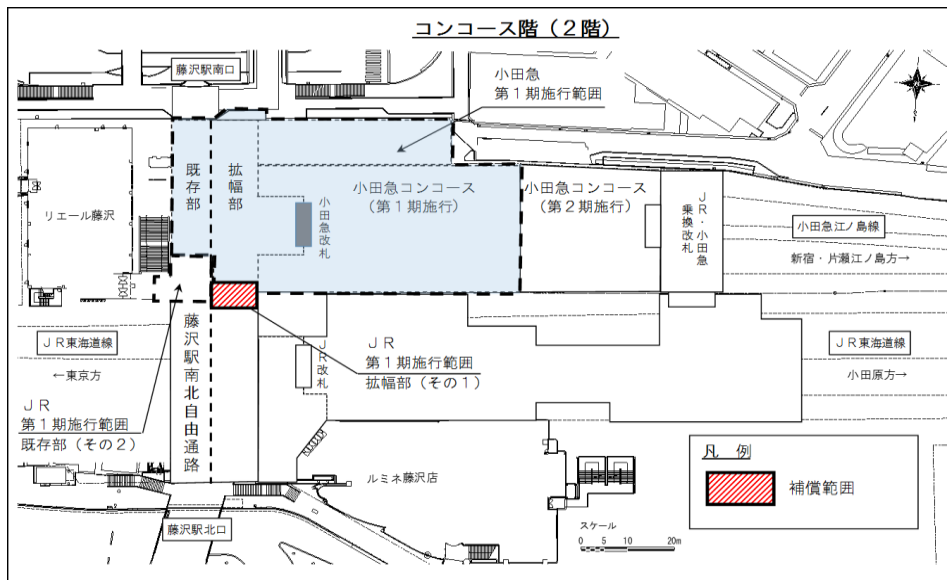 コンコース階（２階）
藤沢駅南口
小田急
第１期施行範囲
既存部
拡幅部
リエール藤沢
小田急改札
小田急コンコース
（第１期施行）
小田急コンコース
（第２期施行）
ＪＲ・小田急
乗換改札
小田急江ノ島線
新宿・片瀬江ノ島方→
ＪＲ東海道線
←東京方
藤沢駅南北自由通路
ＪＲ改札
ＪＲ
第１期施行範囲
拡幅部（その１）
ＪＲ東海道線
小田原方→
ＪＲ
第１期施行範囲
既存部（その２）
ルミネ藤沢店
凡　例
補償範囲
藤沢駅北口
スケール
0 5 10 20m